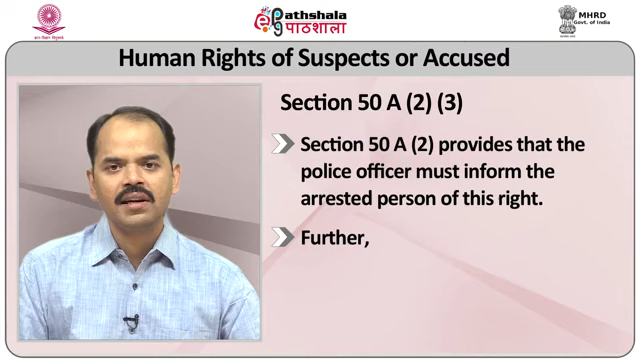 ePathshala
पाठशाला
MHRD
Govt. of India
Human Rights of Suspects or Accused
Section 50 A (2) (3)
Section 50 A (2) provides that the
police officer must inform the
arrested person of this right.
Further,